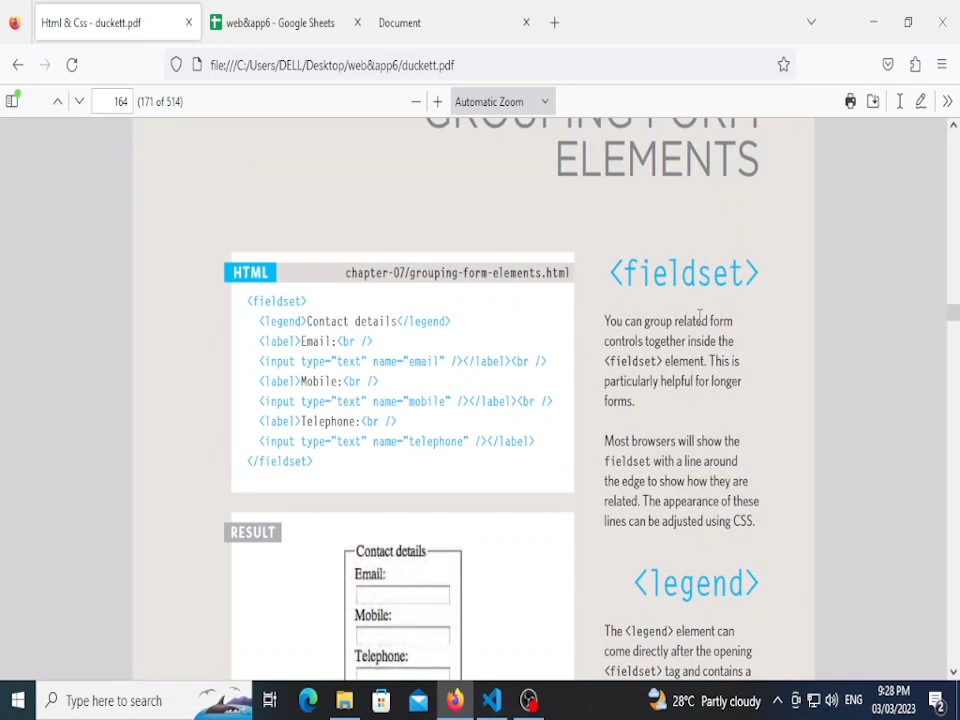 Html & Css - duckett.pdf
web&app6 - Google Sheets
Document
file:///C:/Users/DELL/Desktop/web&app6/duckett.pdf
164 (171 of 514)
Automatic Zoom
GROUPING FORM
ELEMENTS
HTML chapter-07/grouping-form-elements.html
<fieldset>
<legend>Contact details</legend>
<label>Email:<br />
<input type="text" name="email" /></label><br />
<label>Mobile:<br />
<input type="text" name="mobile" /></label><br />
<label>Telephone:<br />
<input type="text" name="telephone" /></label>
</fieldset>
RESULT
Contact details
Email:
Mobile:
Telephone:
<fieldset>
You can group related form
controls together inside the
<fieldset> element. This is
particularly helpful for longer
forms.
Most browsers will show the
fieldset with a line around
the edge to show how they are
related. The appearance of these
lines can be adjusted using CSS.
<legend>
The <legend> element can
come directly after the opening
<fieldset> tag and contains a
Type here to search
28°C Partly cloudy
ENG
9:28 PM
03/03/2023
2